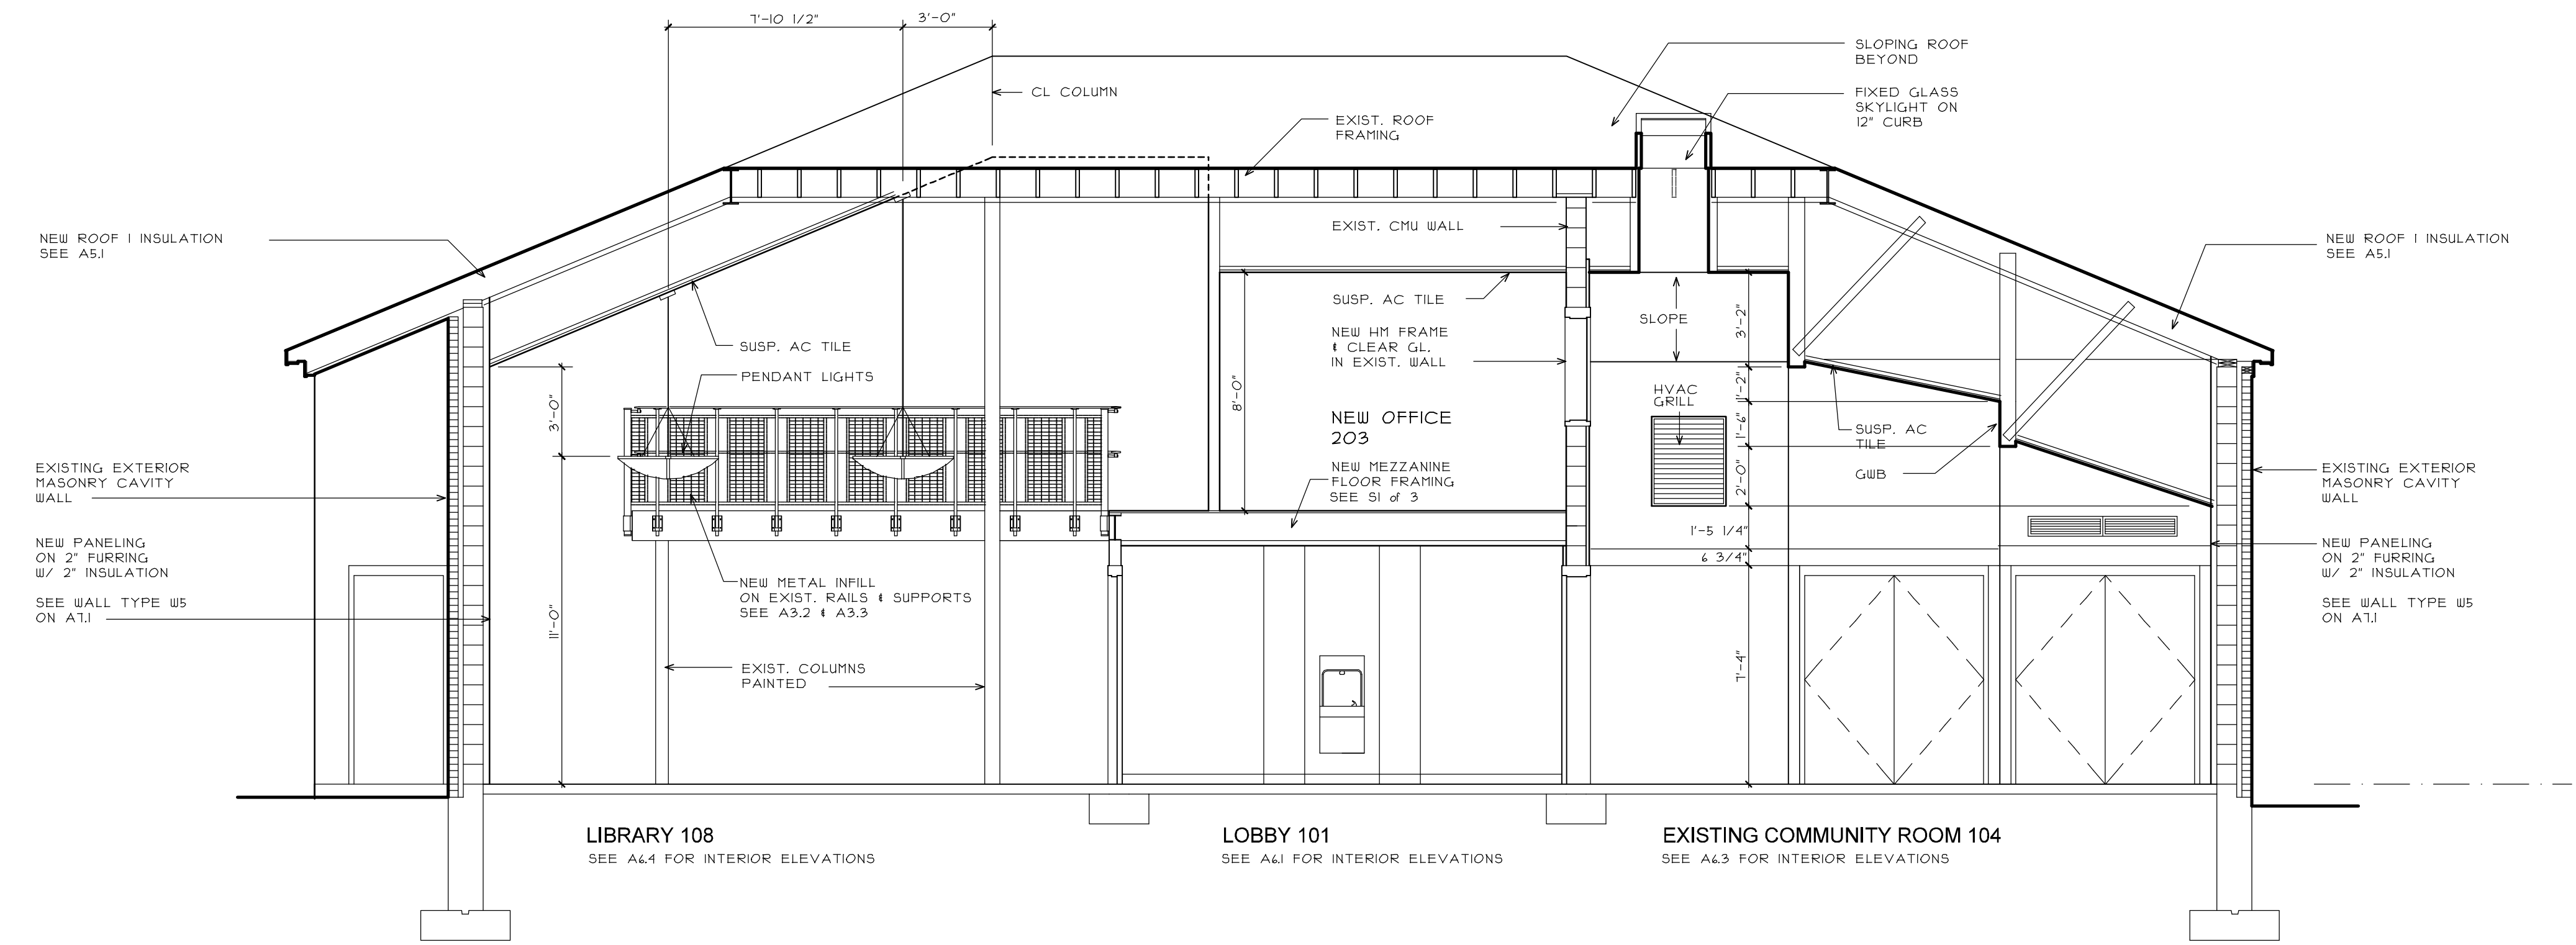 7'-10 1/2"
3'-0"
SLOPING ROOF
BEYOND
CL COLUMN
FIXED GLASS
SKYLIGHT ON
12" CURB
EXIST. ROOF
FRAMING
NEW ROOF I INSULATION
SEE A5.1
EXIST. CMU WALL
NEW ROOF I INSULATION
SEE A5.1
SUSP. AC TILE
SLOPE
3'-2"
NEW HM FRAME
& CLEAR GL.
IN EXIST. WALL
SUSP. AC TILE
PENDANT LIGHTS
3'-0"
8'-0"
HVAC
GRILL
1'-2"
1'-6"
NEW OFFICE
203
SUSP. AC
TILE
GWB
2'-0"
EXISTING EXTERIOR
MASONRY CAVITY
WALL
NEW MEZZANINE
FLOOR FRAMING
SEE S1 of 3
EXISTING EXTERIOR
MASONRY CAVITY
WALL
1'-5 1/4"
6 3/4"
NEW PANELING
ON 2" FURRING
W/ 2" INSULATION
SEE WALL TYPE W5
ON A7.1
NEW METAL INFILL
ON EXIST. RAILS & SUPPORTS
SEE A3.2 & A3.3
11'-0"
NEW PANELING
ON 2" FURRING
W/ 2" INSULATION
SEE WALL TYPE W5
ON A7.1
EXIST. COLUMNS
PAINTED
7'-4"
LIBRARY 108
SEE A6.4 FOR INTERIOR ELEVATIONS
LOBBY 101
SEE A6.1 FOR INTERIOR ELEVATIONS
EXISTING COMMUNITY ROOM 104
SEE A6.3 FOR INTERIOR ELEVATIONS